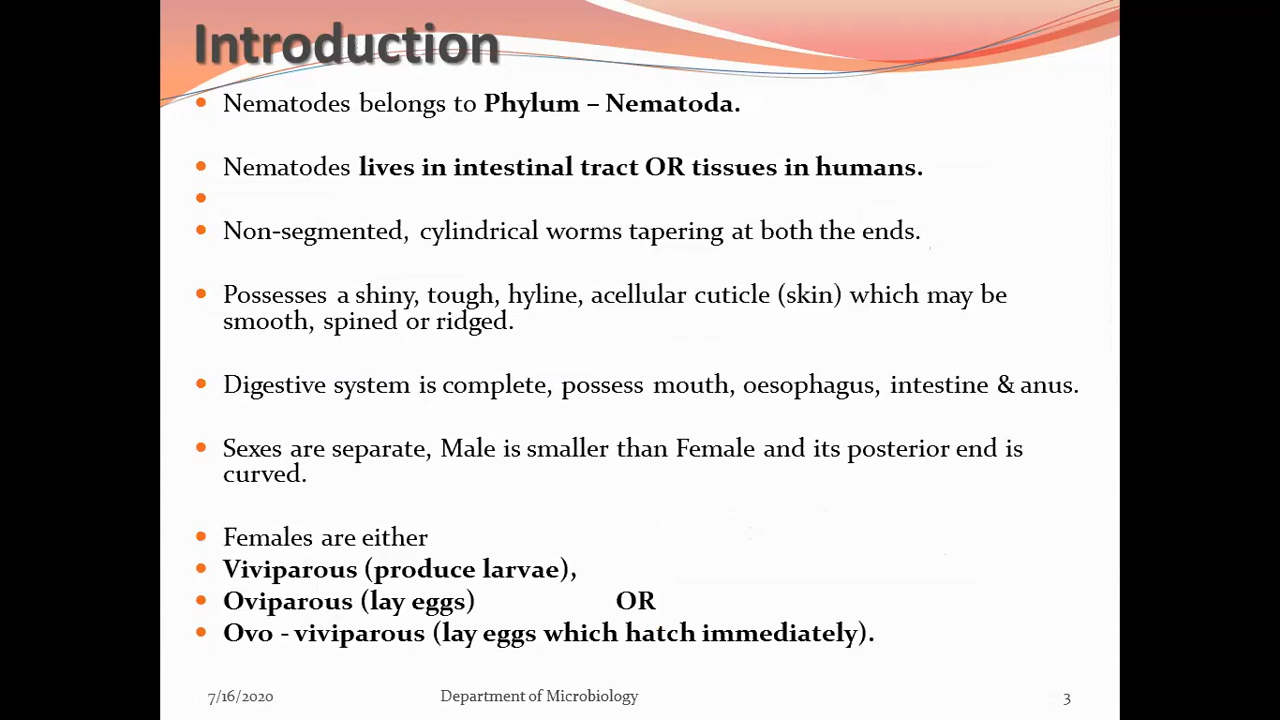 Introduction
• Nematodes belongs to Phylum – Nematoda.
• Nematodes lives in intestinal tract OR tissues in humans.
•
• Non-segmented, cylindrical worms tapering at both the ends.
• Possesses a shiny, tough, hyline, acellular cuticle (skin) which may be
smooth, spined or ridged.
• Digestive system is complete, possess mouth, oesophagus, intestine & anus.
• Sexes are separate, Male is smaller than Female and its posterior end is
curved.
• Females are either
• Viviparous (produce larvae),
• Oviparous (lay eggs) OR
• Ovo - viviparous (lay eggs which hatch immediately).
7/16/2020 Department of Microbiology 3